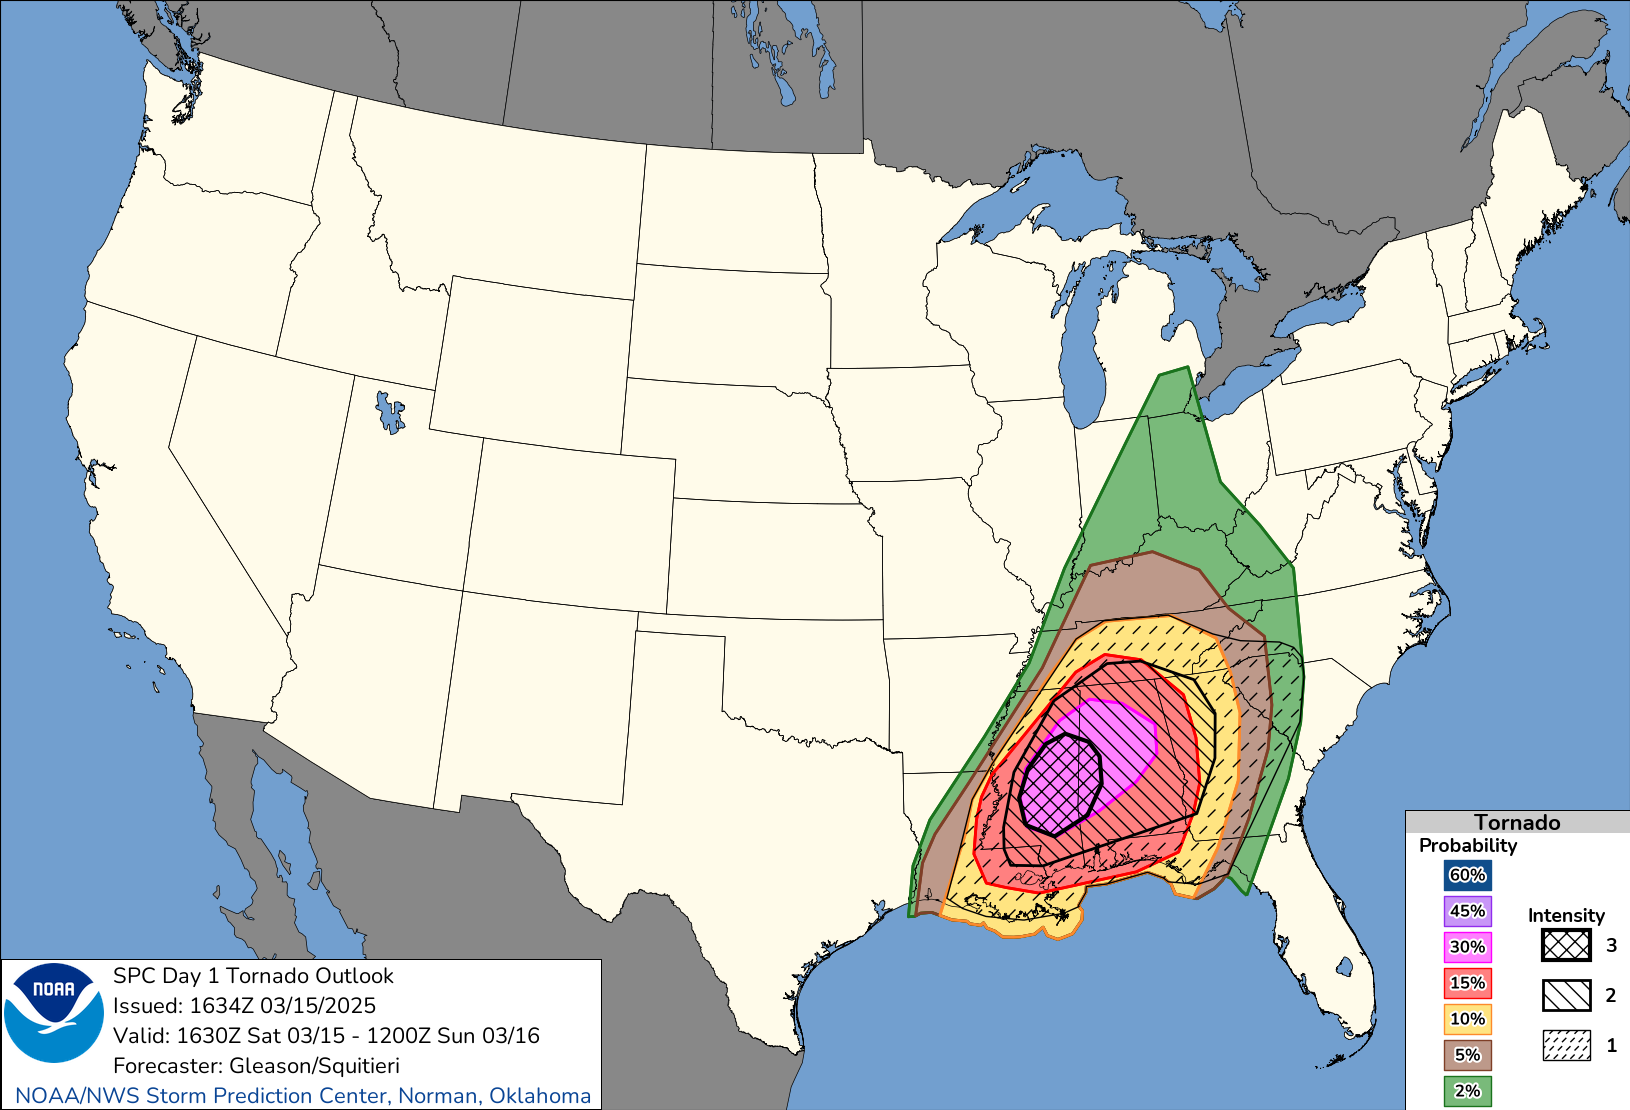 Tornado
Probability
60%
45%
30%
15%
10%
5%
2%
Intensity
3
2
1
NOAA
SPC Day 1 Tornado Outlook
Issued: 1634Z 03/15/2025
Valid: 1630Z Sat 03/15 - 1200Z Sun 03/16
Forecaster: Gleason/Squitieri
NOAA/NWS Storm Prediction Center, Norman, Oklahoma